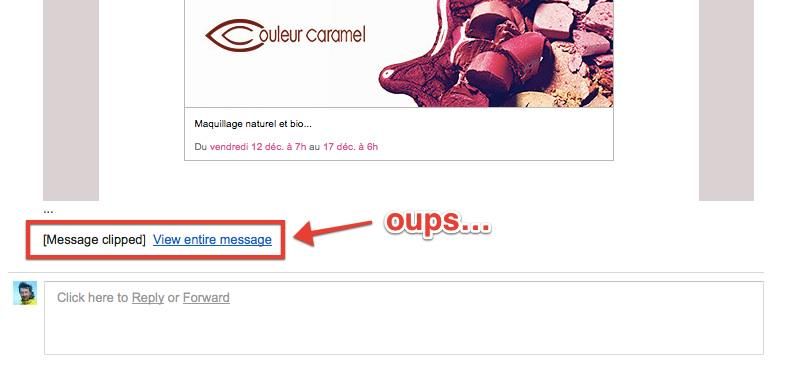 Couleur caramel
Maquillage naturel et bio...
Du vendredi 12 déc. à 7h au 17 déc. à 6h
...
[Message clipped] View entire message
oups...
Click here to Reply or Forward